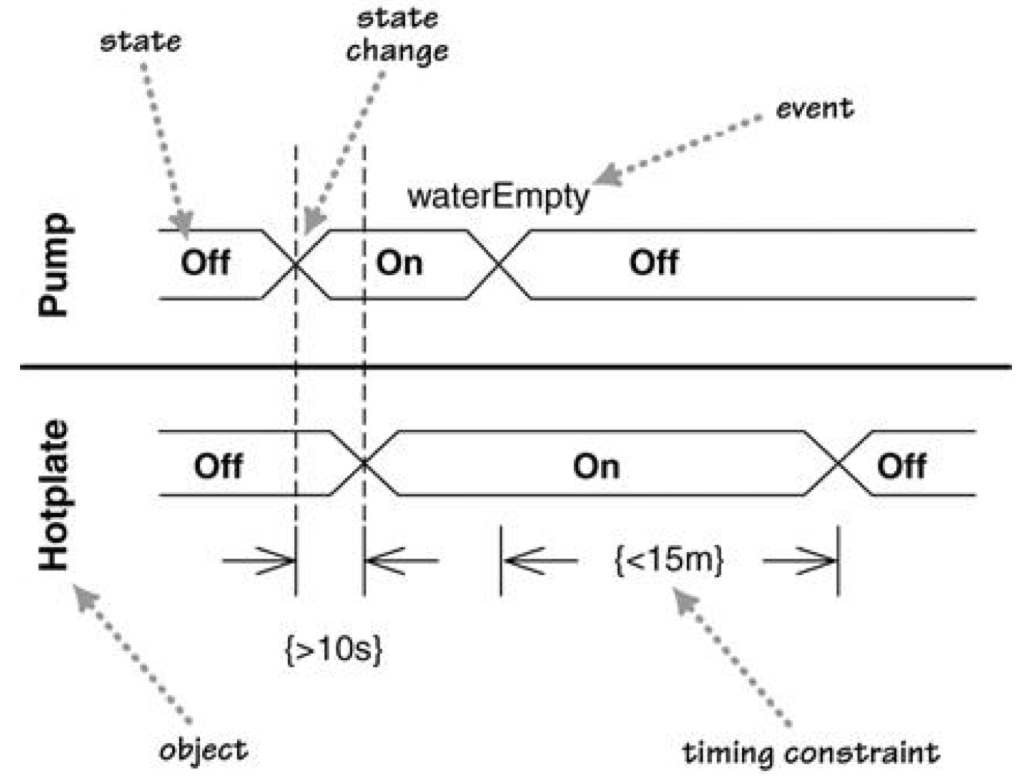 state
state
change
event
waterEmpty
Pump
Off
On
Off
Hotplate
Off
On
Off
{<15m}
{>10s}
object
timing constraint